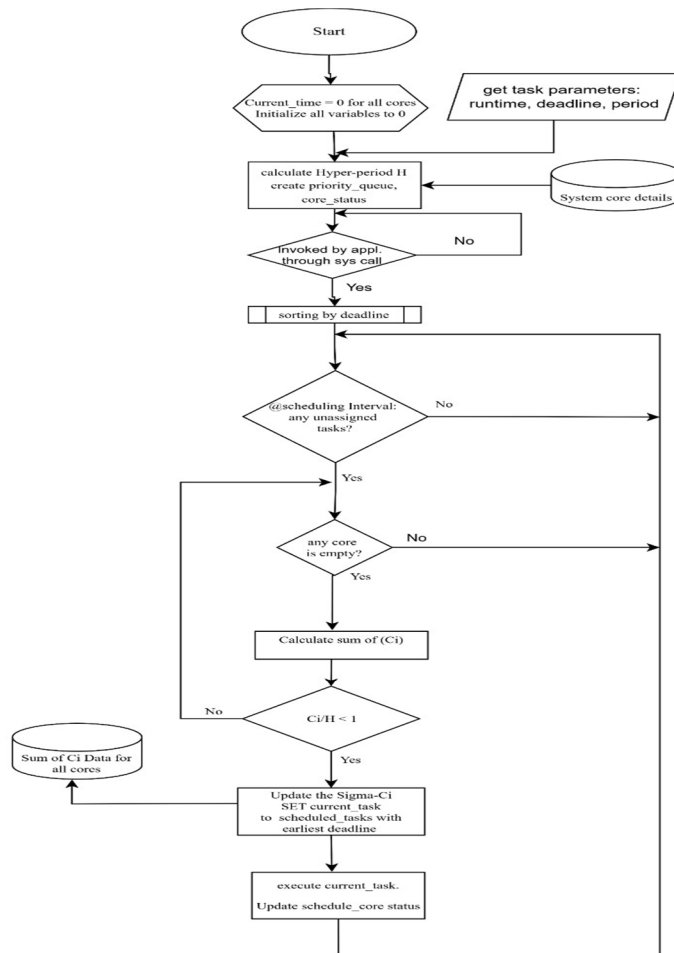 Start
Current_time = 0 for all cores
Initialize all variables to 0
get task parameters:
runtime, deadline, period
calculate Hyper-period H
create priority_queue,
core_status
System core details
Invoked by appl.
through sys call
No
Yes
sorting by deadline
@scheduling Interval:
any unassigned
tasks?
No
Yes
any core
is empty?
No
Yes
Calculate sum of (Ci)
Ci/H < 1
No
Yes
Sum of Ci Data for
all cores
Update the Sigma-Ci
SET current_task
to scheduled_tasks with
earliest deadline
execute current_task.
Update schedule_core status